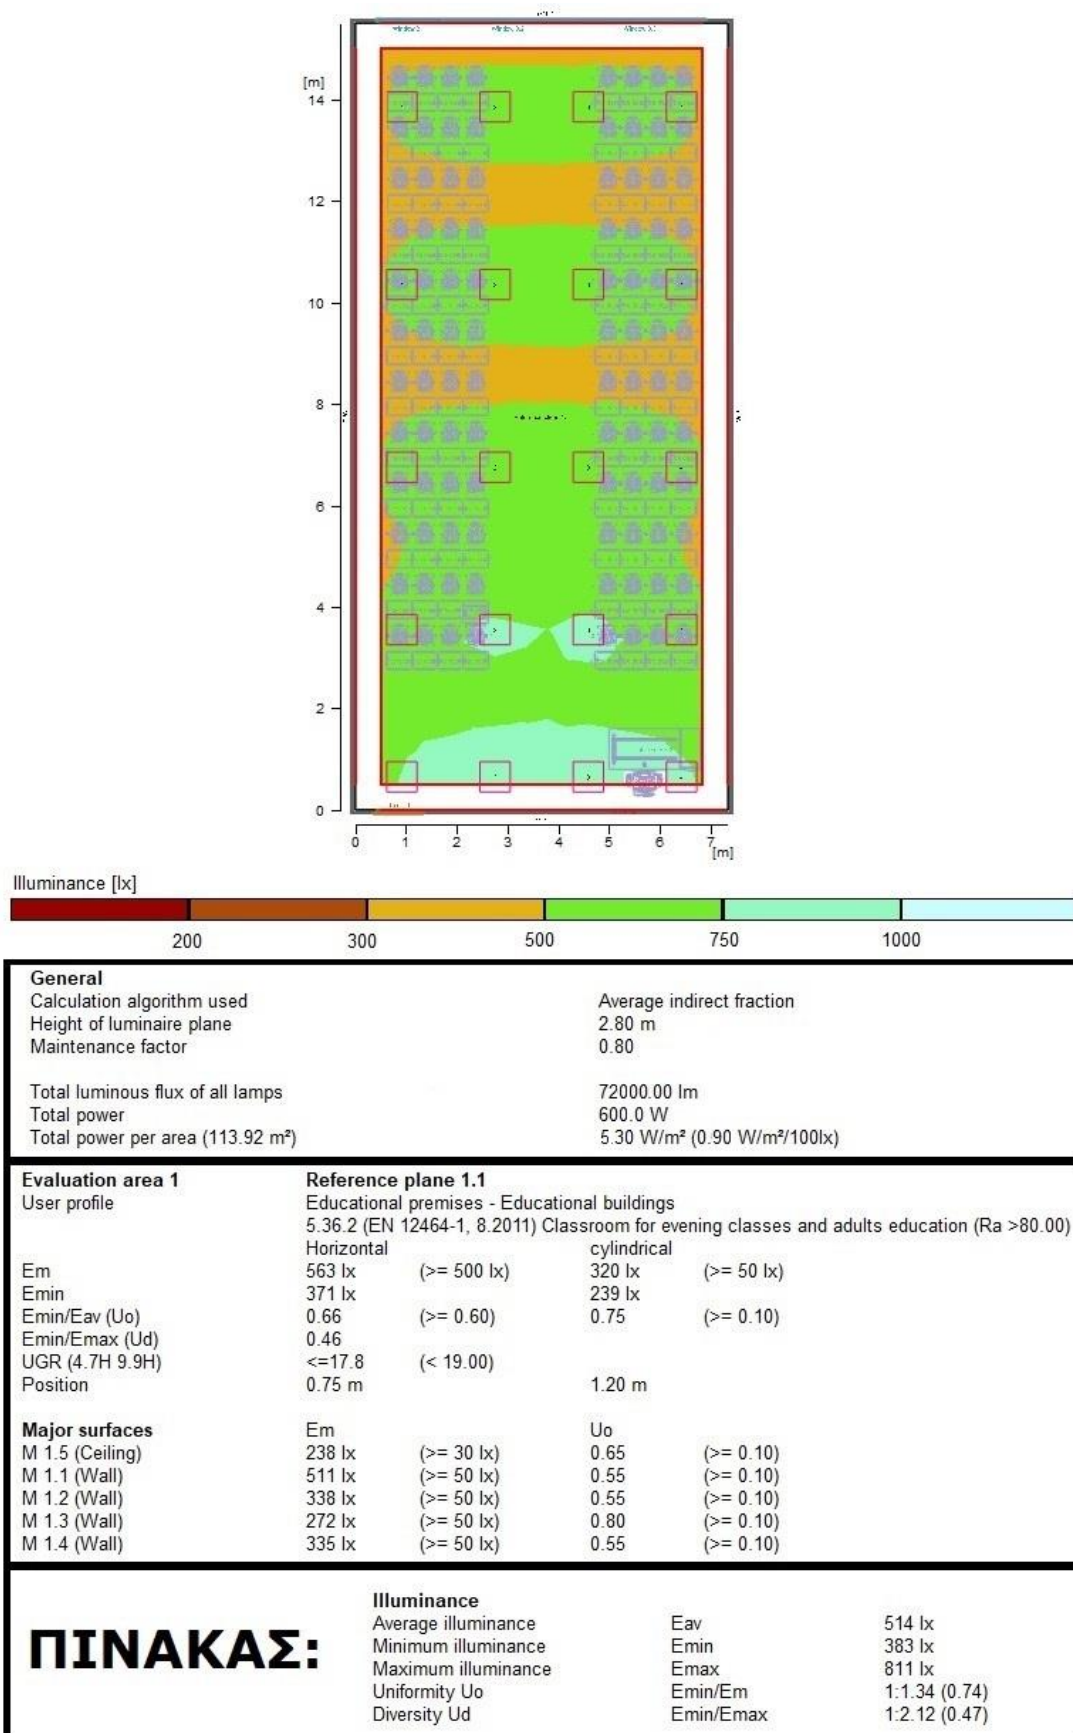 [m]
14
12
10
8
6
4
2
0
0 1 2 3 4 5 6 7
[m]
Illuminance [lx]
200 300 500 750 1000
General
Calculation algorithm used Average indirect fraction
Height of luminaire plane 2.80 m
Maintenance factor 0.80
Total luminous flux of all lamps 72000.00 lm
Total power 600.0 W
Total power per area (113.92 m²) 5.30 W/m² (0.90 W/m²/100lx)
Evaluation area 1 Reference plane 1.1
User profile Educational premises - Educational buildings
5.36.2 (EN 12464-1, 8.2011) Classroom for evening classes and adults education (Ra >80.00)
Horizontal cylindrical
Em 563 lx (>= 500 lx) 320 lx (>= 50 lx)
Emin 371 lx 239 lx
Emin/Eav (Uo) 0.66 (>= 0.60) 0.75 (>= 0.10)
Emin/Emax (Ud) 0.46
UGR (4.7H 9.9H) <=17.8 (< 19.00)
Position 0.75 m 1.20 m
Major surfaces Em Uo
M 1.5 (Ceiling) 238 lx (>= 30 lx) 0.65 (>= 0.10)
M 1.1 (Wall) 511 lx (>= 50 lx) 0.55 (>= 0.10)
M 1.2 (Wall) 338 lx (>= 50 lx) 0.55 (>= 0.10)
M 1.3 (Wall) 272 lx (>= 50 lx) 0.80 (>= 0.10)
M 1.4 (Wall) 335 lx (>= 50 lx) 0.55 (>= 0.10)
ΠΙΝΑΚΑΣ:
Illuminance
Average illuminance Eav 514 lx
Minimum illuminance Emin 383 lx
Maximum illuminance Emax 811 lx
Uniformity Uo Emin/Em 1:1.34 (0.74)
Diversity Ud Emin/Emax 1:2.12 (0.47)